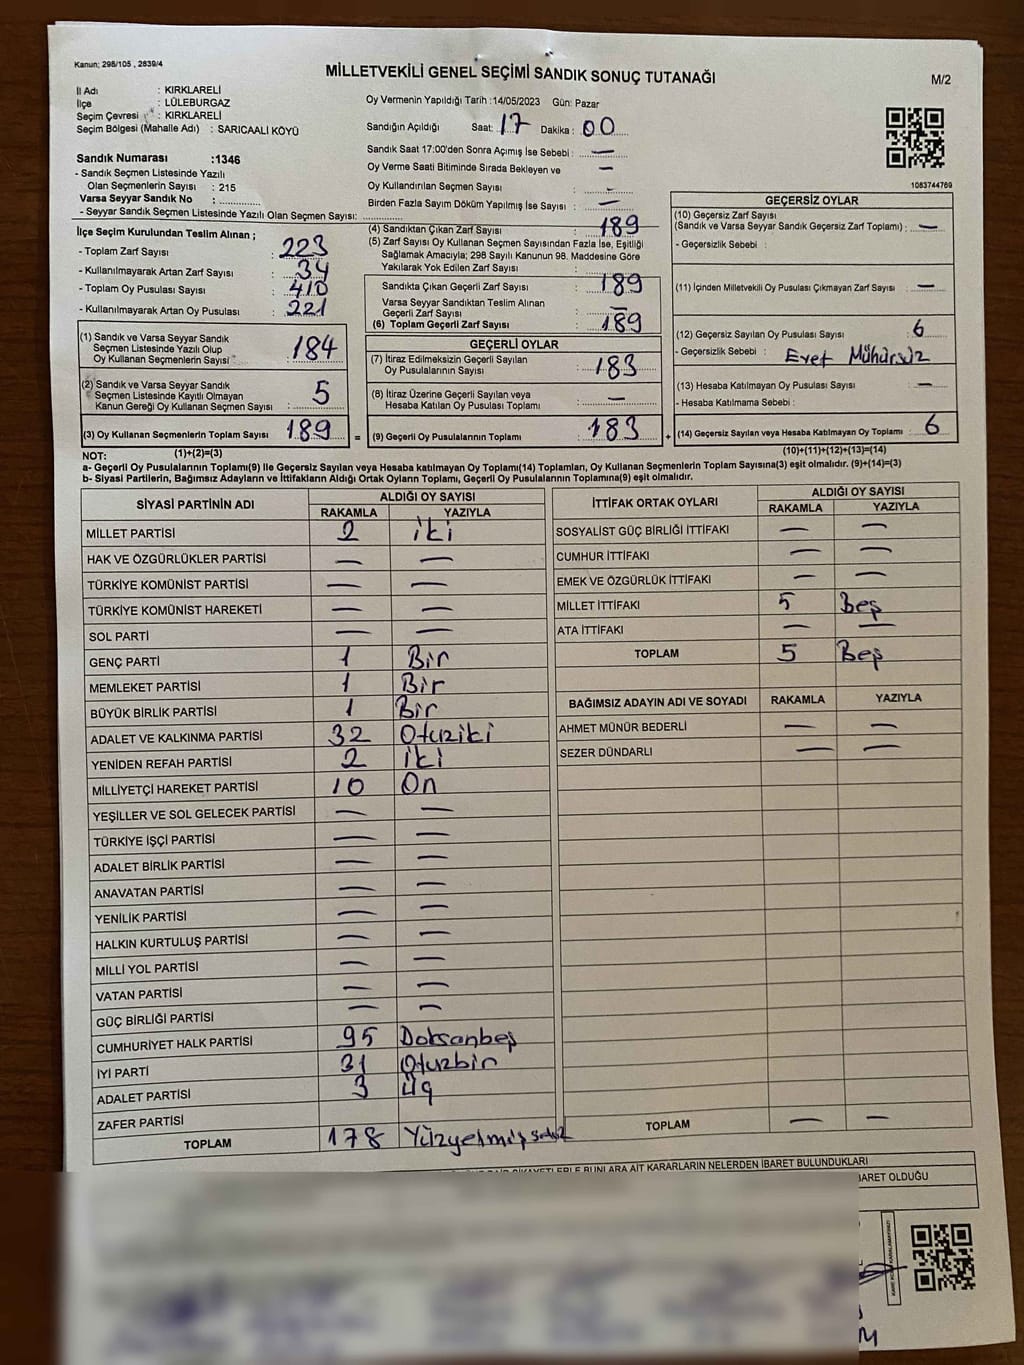 Kanun; 298/105 , 2839/4
MİLLETVEKİLİ GENEL SEÇİMİ SANDIK SONUÇ TUTANAĞI
M/2
İl Adı : KIRKLARELİ
İlçe : LÜLEBURGAZ
Seçim Çevresi : KIRKLARELİ
Seçim Bölgesi (Mahalle Adı) : SARICAALİ KÖYÜ
Oy Vermenin Yapıldığı Tarih :14/05/2023 Gün: Pazar
Sandığın Açıldığı Saat: 17 Dakika : 00
Sandık Saat 17:00'den Sonra Açımış İse Sebebi : —
Oy Verme Saati Bitiminde Sırada Bekleyen ve —
Oy Kullandırılan Seçmen Sayısı : -
Birden Fazla Sayım Döküm Yapılmış İse Sayısı : —
1083744769
Sandık Numarası :1346
- Sandık Seçmen Listesinde Yazılı
Olan Seçmenlerin Sayısı : 215
Varsa Seyyar Sandık No :
- Seyyar Sandık Seçmen Listesinde Yazılı Olan Seçmen Sayısı:
İlçe Seçim Kurulundan Teslim Alınan ;
- Toplam Zarf Sayısı : 223
- Kullanılmayarak Artan Zarf Sayısı : 34
- Toplam Oy Pusulası Sayısı : 410
- Kullanılmayarak Artan Oy Pusulası : 221
(1) Sandık ve Varsa Seyyar Sandık
Seçmen Listesinde Yazılı Olup
Oy Kullanan Seçmenlerin Sayısı : 184
(2) Sandık ve Varsa Seyyar Sandık
Seçmen Listesinde Kayıtlı Olmayan
Kanun Gereği Oy Kullanan Seçmen Sayısı : 5
(3) Oy Kullanan Seçmenlerin Toplam Sayısı : 189 =
(1)+(2)=(3)
(4) Sandıktan Çıkan Zarf Sayısı : 189
(5) Zarf Sayısı Oy Kullanan Seçmen Sayısından Fazla İse, Eşitliği
Sağlamak Amacıyla; 298 Sayılı Kanunun 98. Maddesine Göre
Yakılarak Yok Edilen Zarf Sayısı :
Sandıkta Çıkan Geçerli Zarf Sayısı : 189
Varsa Seyyar Sandıktan Teslim Alınan
Geçerli Zarf Sayısı : —
(6) Toplam Geçerli Zarf Sayısı : 189
GEÇERLİ OYLAR
(7) İtiraz Edilmeksizin Geçerli Sayılan
Oy Pusulalarının Sayısı : 183
(8) İtiraz Üzerine Geçerli Sayılan veya
Hesaba Katılan Oy Pusulası Toplamı : —
(9) Geçerli Oy Pusulalarının Toplamı : 183 +
GEÇERSİZ OYLAR
(10) Geçersiz Zarf Sayısı
(Sandık ve Varsa Seyyar Sandık Geçersiz Zarf Toplamı) : —
- Geçersizlik Sebebi :
(11) İçinden Milletvekili Oy Pusulası Çıkmayan Zarf Sayısı : —
(12) Geçersiz Sayılan Oy Pusulası Sayısı : 6
- Geçersizlik Sebebi : Evet Mühürsüz
(13) Hesaba Katılmayan Oy Pusulası Sayısı : —
- Hesaba Katılmama Sebebi :
(14) Geçersiz Sayılan veya Hesaba Katılmayan Oy Toplamı : 6
(10)+(11)+(12)+(13)=(14)
NOT:
a- Geçerli Oy Pusulalarının Toplamı(9) ile Geçersiz Sayılan veya Hesaba katılmayan Oy Toplamı(14) Toplamları, Oy Kullanan Seçmenlerin Toplam Sayısına(3) eşit olmalıdır. (9)+(14)=(3)
b- Siyasi Partilerin, Bağımsız Adayların ve İttifakların Aldığı Ortak Oyların Toplamı, Geçerli Oy Pusulalarının Toplamına(9) eşit olmalıdır.
SİYASİ PARTİNİN ADI ALDIĞI OY SAYISI
RAKAMLA YAZIYLA
MİLLET PARTİSİ 2 iki
HAK VE ÖZGÜRLÜKLER PARTİSİ — —
TÜRKİYE KOMÜNİST PARTİSİ — —
TÜRKİYE KOMÜNİST HAREKETİ — —
SOL PARTİ — —
GENÇ PARTİ 1 Bir
MEMLEKET PARTİSİ 1 Bir
BÜYÜK BİRLİK PARTİSİ 1 Bir
ADALET VE KALKINMA PARTİSİ 32 Otuziki
YENİDEN REFAH PARTİSİ 2 iki
MİLLİYETÇİ HAREKET PARTİSİ 10 On
YEŞİLLER VE SOL GELECEK PARTİSİ — —
TÜRKİYE İŞÇİ PARTİSİ — —
ADALET BİRLİK PARTİSİ — —
ANAVATAN PARTİSİ — —
YENİLİK PARTİSİ — —
HALKIN KURTULUŞ PARTİSİ — —
MİLLİ YOL PARTİSİ — —
VATAN PARTİSİ — —
GÜÇ BİRLİĞİ PARTİSİ — —
CUMHURİYET HALK PARTİSİ 95 Doksanbeş
İYİ PARTİ 31 Otuzbir
ADALET PARTİSİ 3 Üç
ZAFER PARTİSİ
TOPLAM 178 Yüzyetmişsekiz
İTTİFAK ORTAK OYLARI ALDIĞI OY SAYISI
RAKAMLA YAZIYLA
SOSYALİST GÜÇ BİRLİĞİ İTTİFAKI — —
CUMHUR İTTİFAKI — —
EMEK VE ÖZGÜRLÜK İTTİFAKI — —
MİLLET İTTİFAKI 5 Beş
ATA İTTİFAKI — —
TOPLAM 5 Beş
BAĞIMSIZ ADAYIN ADI VE SOYADI RAKAMLA YAZIYLA
AHMET MÜNÜR BEDERLİ — —
SEZER DÜNDARLI — —
TOPLAM — —
BUNLARA AİT KARARLARIN NELERDEN İBARET BULUNDUKLARI
İBARET OLDUĞU